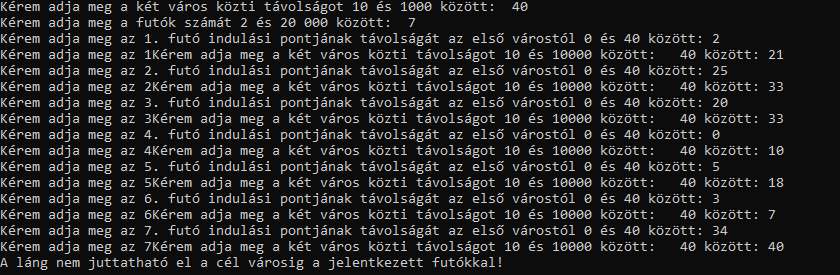 Kérem adja meg a két város közti távolságot 10 és 1000 között:  40
Kérem adja meg a futók számát 2 és 20 000 között:  7
Kérem adja meg az 1. futó indulási pontjának távolságát az első várostól 0 és 40 között: 2
Kérem adja meg az 1Kérem adja meg a két város közti távolságot 10 és 10000 között:   40 között: 21
Kérem adja meg az 2. futó indulási pontjának távolságát az első várostól 0 és 40 között: 25
Kérem adja meg az 2Kérem adja meg a két város közti távolságot 10 és 10000 között:   40 között: 33
Kérem adja meg az 3. futó indulási pontjának távolságát az első várostól 0 és 40 között: 20
Kérem adja meg az 3Kérem adja meg a két város közti távolságot 10 és 10000 között:   40 között: 33
Kérem adja meg az 4. futó indulási pontjának távolságát az első várostól 0 és 40 között: 0
Kérem adja meg az 4Kérem adja meg a két város közti távolságot 10 és 10000 között:   40 között: 10
Kérem adja meg az 5. futó indulási pontjának távolságát az első várostól 0 és 40 között: 5
Kérem adja meg az 5Kérem adja meg a két város közti távolságot 10 és 10000 között:   40 között: 18
Kérem adja meg az 6. futó indulási pontjának távolságát az első várostól 0 és 40 között: 3
Kérem adja meg az 6Kérem adja meg a két város közti távolságot 10 és 10000 között:   40 között: 7
Kérem adja meg az 7. futó indulási pontjának távolságát az első várostól 0 és 40 között: 34
Kérem adja meg az 7Kérem adja meg a két város közti távolságot 10 és 10000 között:   40 között: 40
A láng nem juttatható el a cél városig a jelentkezett futókkal!